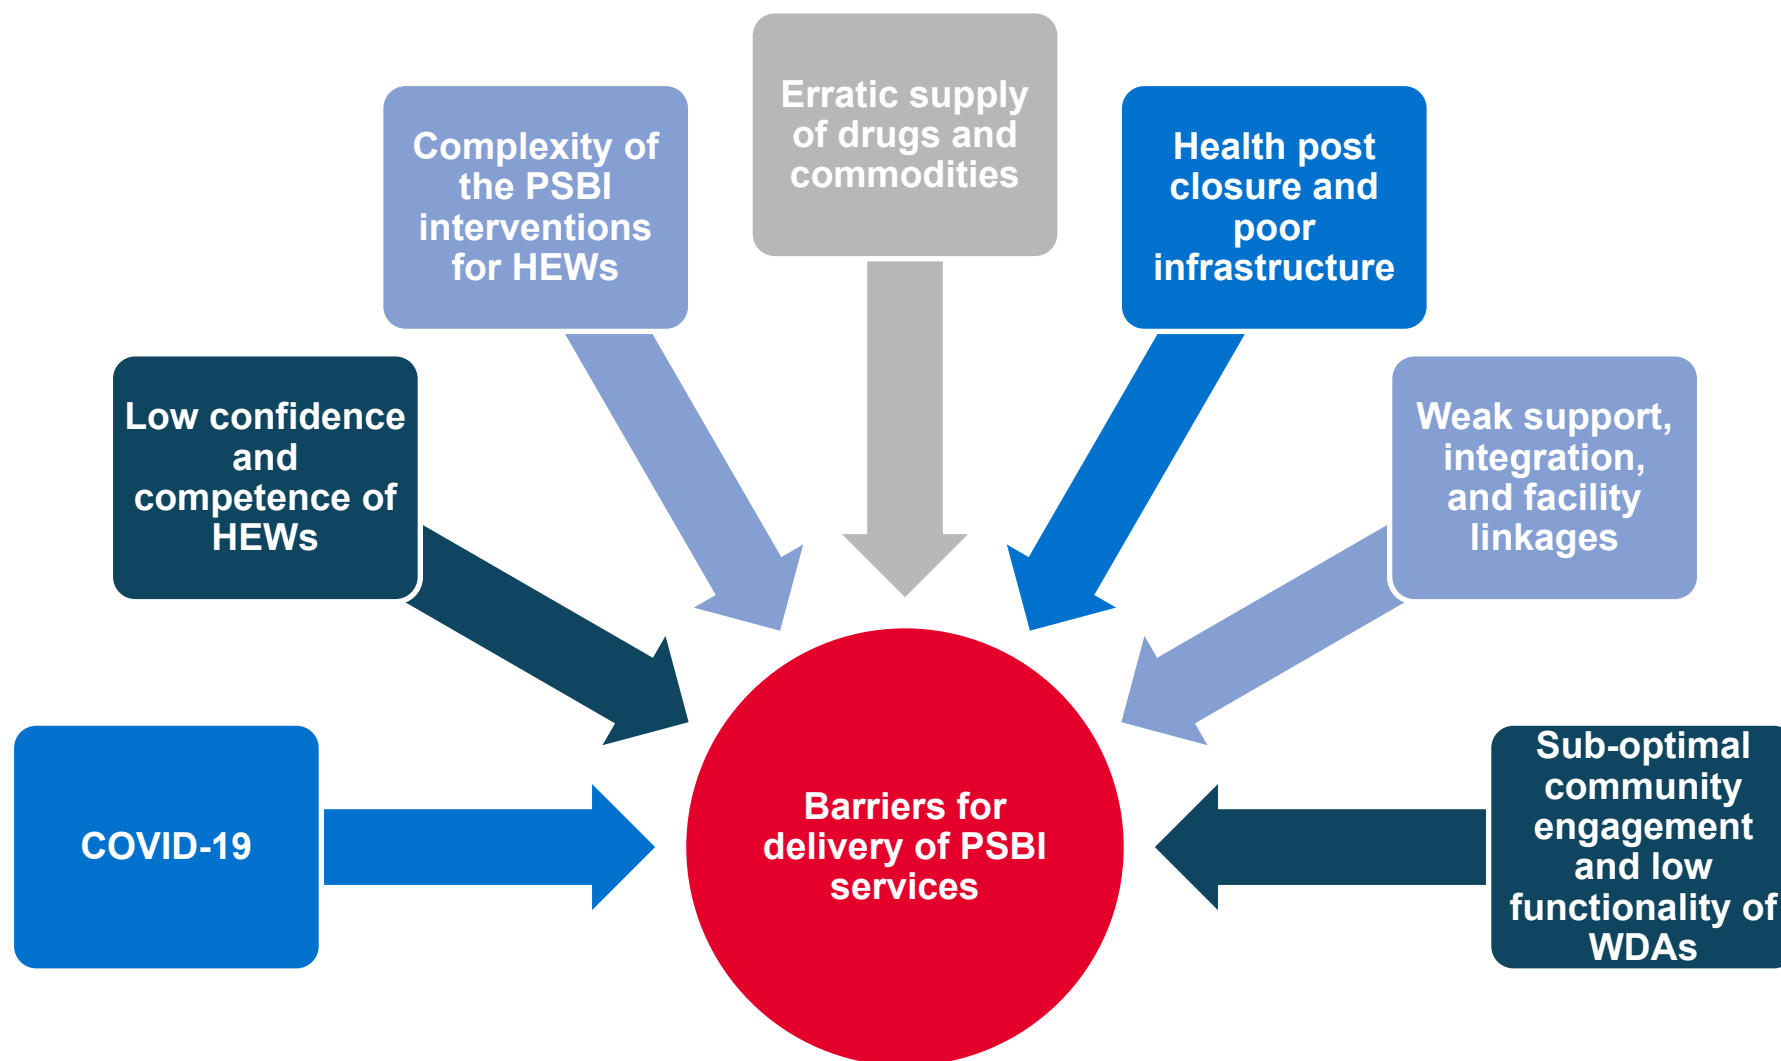 Erratic supply
of drugs and
commodities
Complexity of
the PSBI
interventions
for HEWs
Health post
closure and
poor
infrastructure
Low confidence
and
competence of
HEWs
Weak support,
integration,
and facility
linkages
COVID-19
Barriers for
delivery of PSBI
services
Sub-optimal
community
engagement
and low
functionality of
WDAs